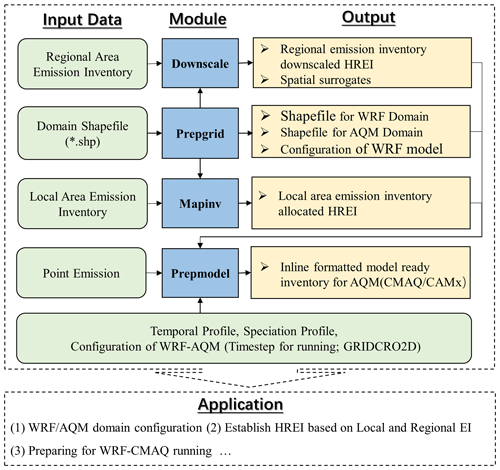 Input Data
Module
Output
Regional Area
Emission Inventory
Downscale
➢ Regional emission inventory
downscaled HREI
➢ Spatial surrogates
Domain Shapefile
(*.shp)
Prepgrid
➢ Shapefile for WRF Domain
➢ Shapefile for AQM Domain
➢ Configuration of WRF model
Local Area Emission
Inventory
Mapinv
➢ Local area emission inventory
allocated HREI
Point Emission
Prepmodel
➢ Inline formatted model ready
inventory for AQM(CMAQ/CAMx)
Temporal Profile, Speciation Profile,
Configuration of WRF-AQM (Timestep for running; GRIDCRO2D)
Application
(1) WRF/AQM domain configuration (2) Establish HREI based on Local and Regional EI
(3) Preparing for WRF-CMAQ running …